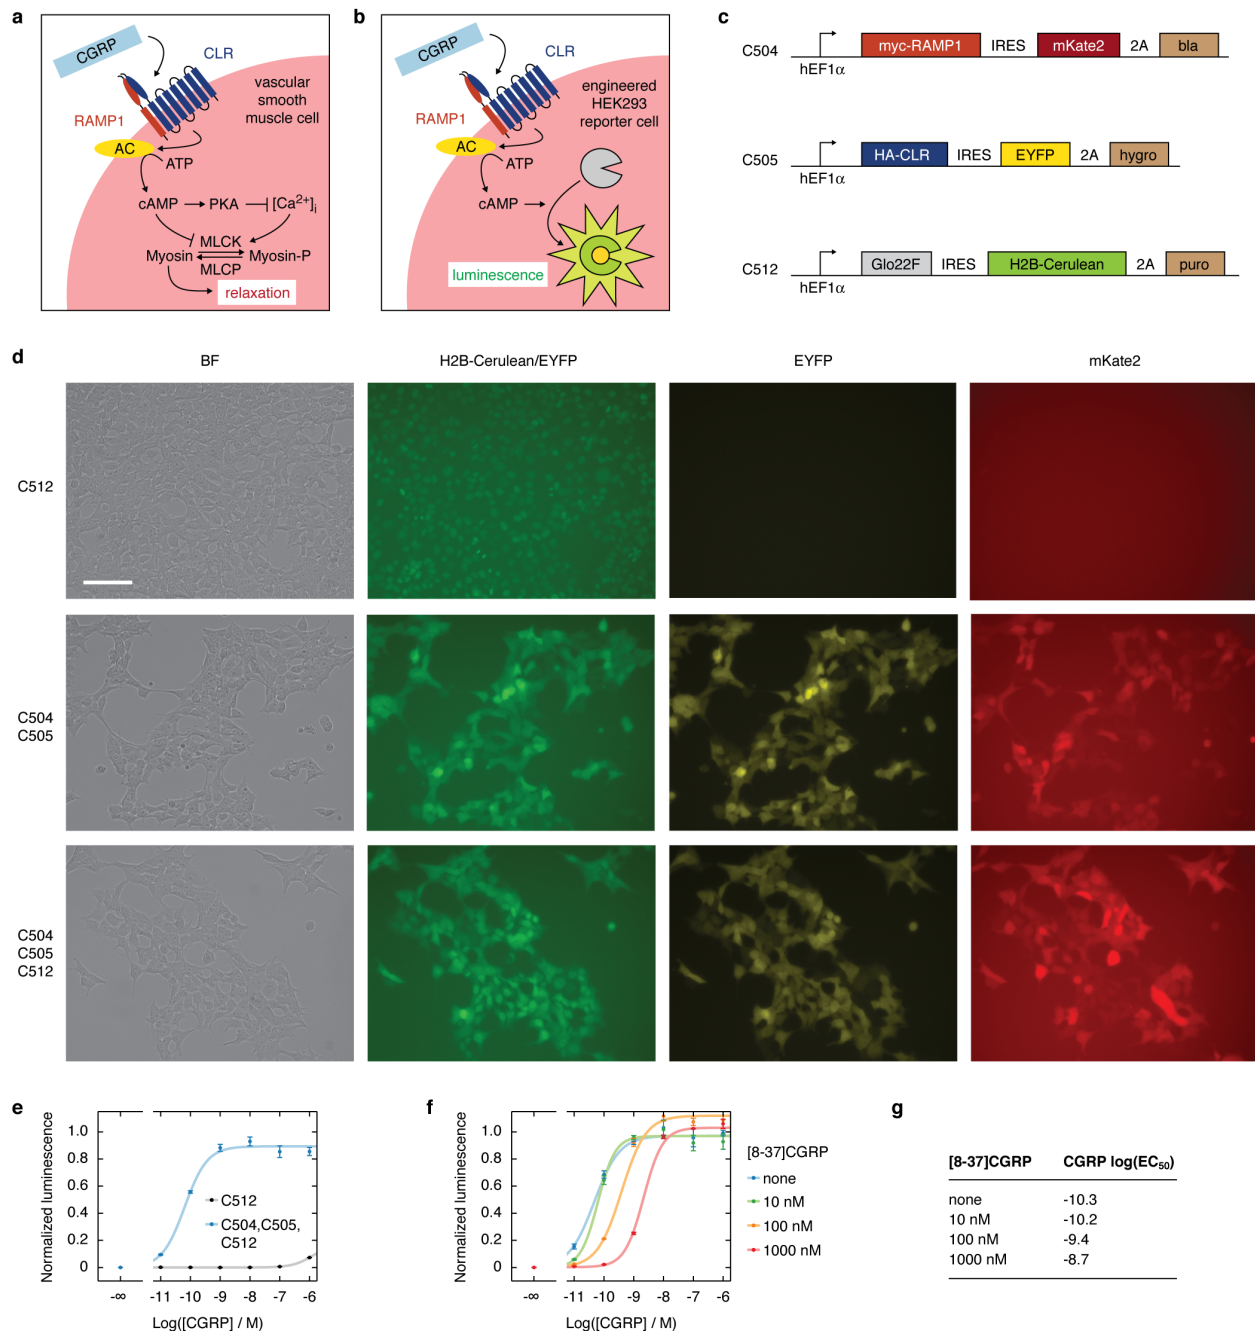 a
CGRP
CLR
vascular
smooth
muscle cell
RAMP1
AC
ATP
cAMP
PKA
[Ca²⁺]ᵢ
MLCK
Myosin
Myosin-P
MLCP
relaxation
b
CGRP
CLR
engineered
HEK293
reporter cell
RAMP1
AC
ATP
cAMP
luminescence
c
C504
myc-RAMP1 IRES mKate2 2A bla
hEF1α
C505
HA-CLR IRES EYFP 2A hygro
hEF1α
C512
Glo22F IRES H2B-Cerulean 2A puro
hEF1α
d
BF H2B-Cerulean/EYFP EYFP mKate2
C512
C504
C505
C504
C505
C512
e
Normalized luminescence
1.0
0.8
0.6
0.4
0.2
0
C512
C504,C505,
C512
-∞ -11 -10 -9 -8 -7 -6
Log([CGRP] / M)
f
Normalized luminescence
1.0
0.8
0.6
0.4
0.2
0
-∞ -11 -10 -9 -8 -7 -6
Log([CGRP] / M)
[8-37]CGRP
none
10 nM
100 nM
1000 nM
g
[8-37]CGRP CGRP log(EC₅₀)
none -10.3
10 nM -10.2
100 nM -9.4
1000 nM -8.7